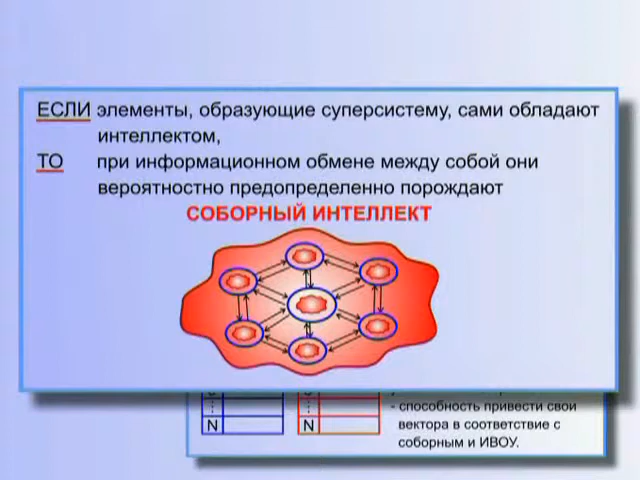 ЕСЛИ элементы, образующие суперсистему, сами обладают
интеллектом,
ТО при информационном обмене между собой они
вероятностно предопределенно порождают
СОБОРНЫЙ ИНТЕЛЛЕКТ
N N
- способность привести свои
вектора в соответствие с
соборным и ИВОУ.